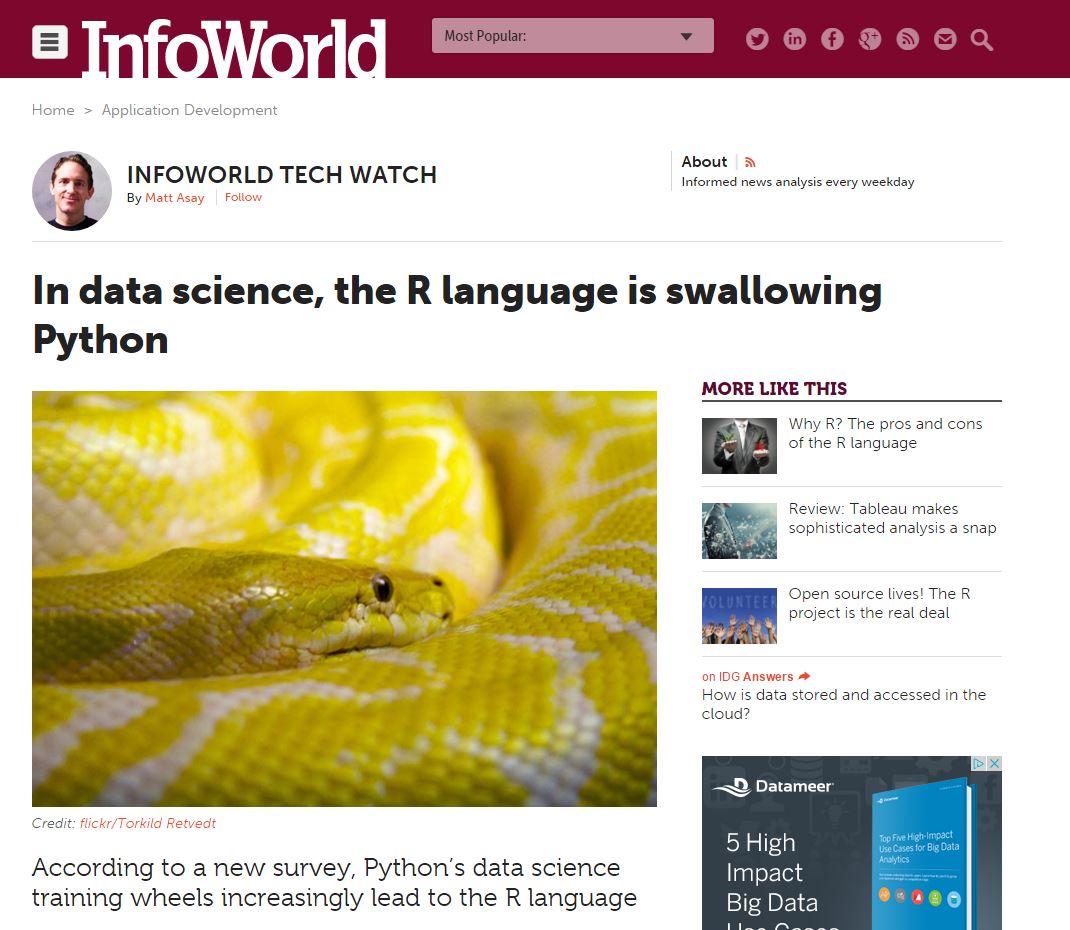 InfoWorld
Most Popular:
Home > Application Development
INFOWORLD TECH WATCH
By Matt Asay Follow
About
Informed news analysis every weekday
In data science, the R language is swallowing
Python
Credit: flickr/Torkild Retvedt
According to a new survey, Python's data science
training wheels increasingly lead to the R language
MORE LIKE THIS
Why R? The pros and cons
of the R language
Review: Tableau makes
sophisticated analysis a snap
VOLUNTEER
Open source lives! The R
project is the real deal
on IDG Answers
How is data stored and accessed in the
cloud?
Datameer
5 High
Impact
Big Data
Use Cases
Datameer
Top Five High-Impact
Use Cases for Big Data
Analytics